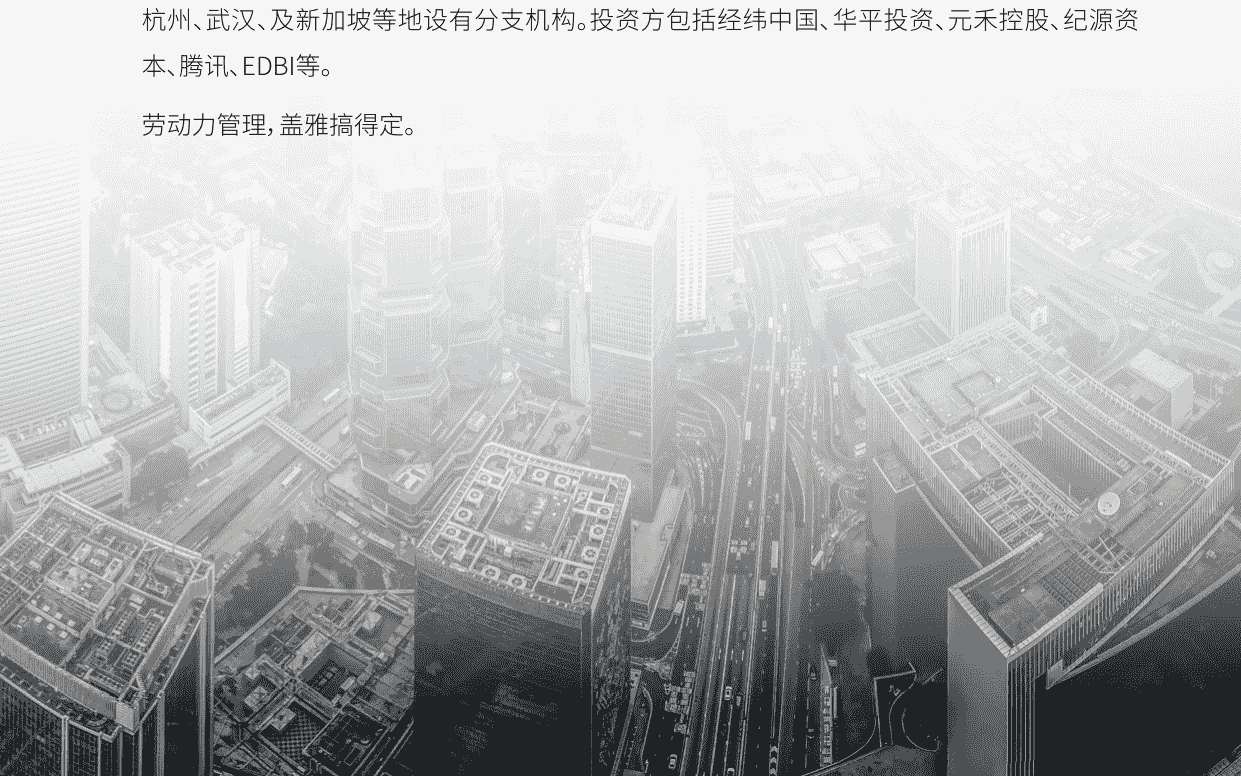 杭州、武汉、及新加坡等地设有分支机构。投资方包括经纬中国、华平投资、元禾控股、纪源资
本、腾讯、EDBI等。
劳动力管理，盖雅搞得定。